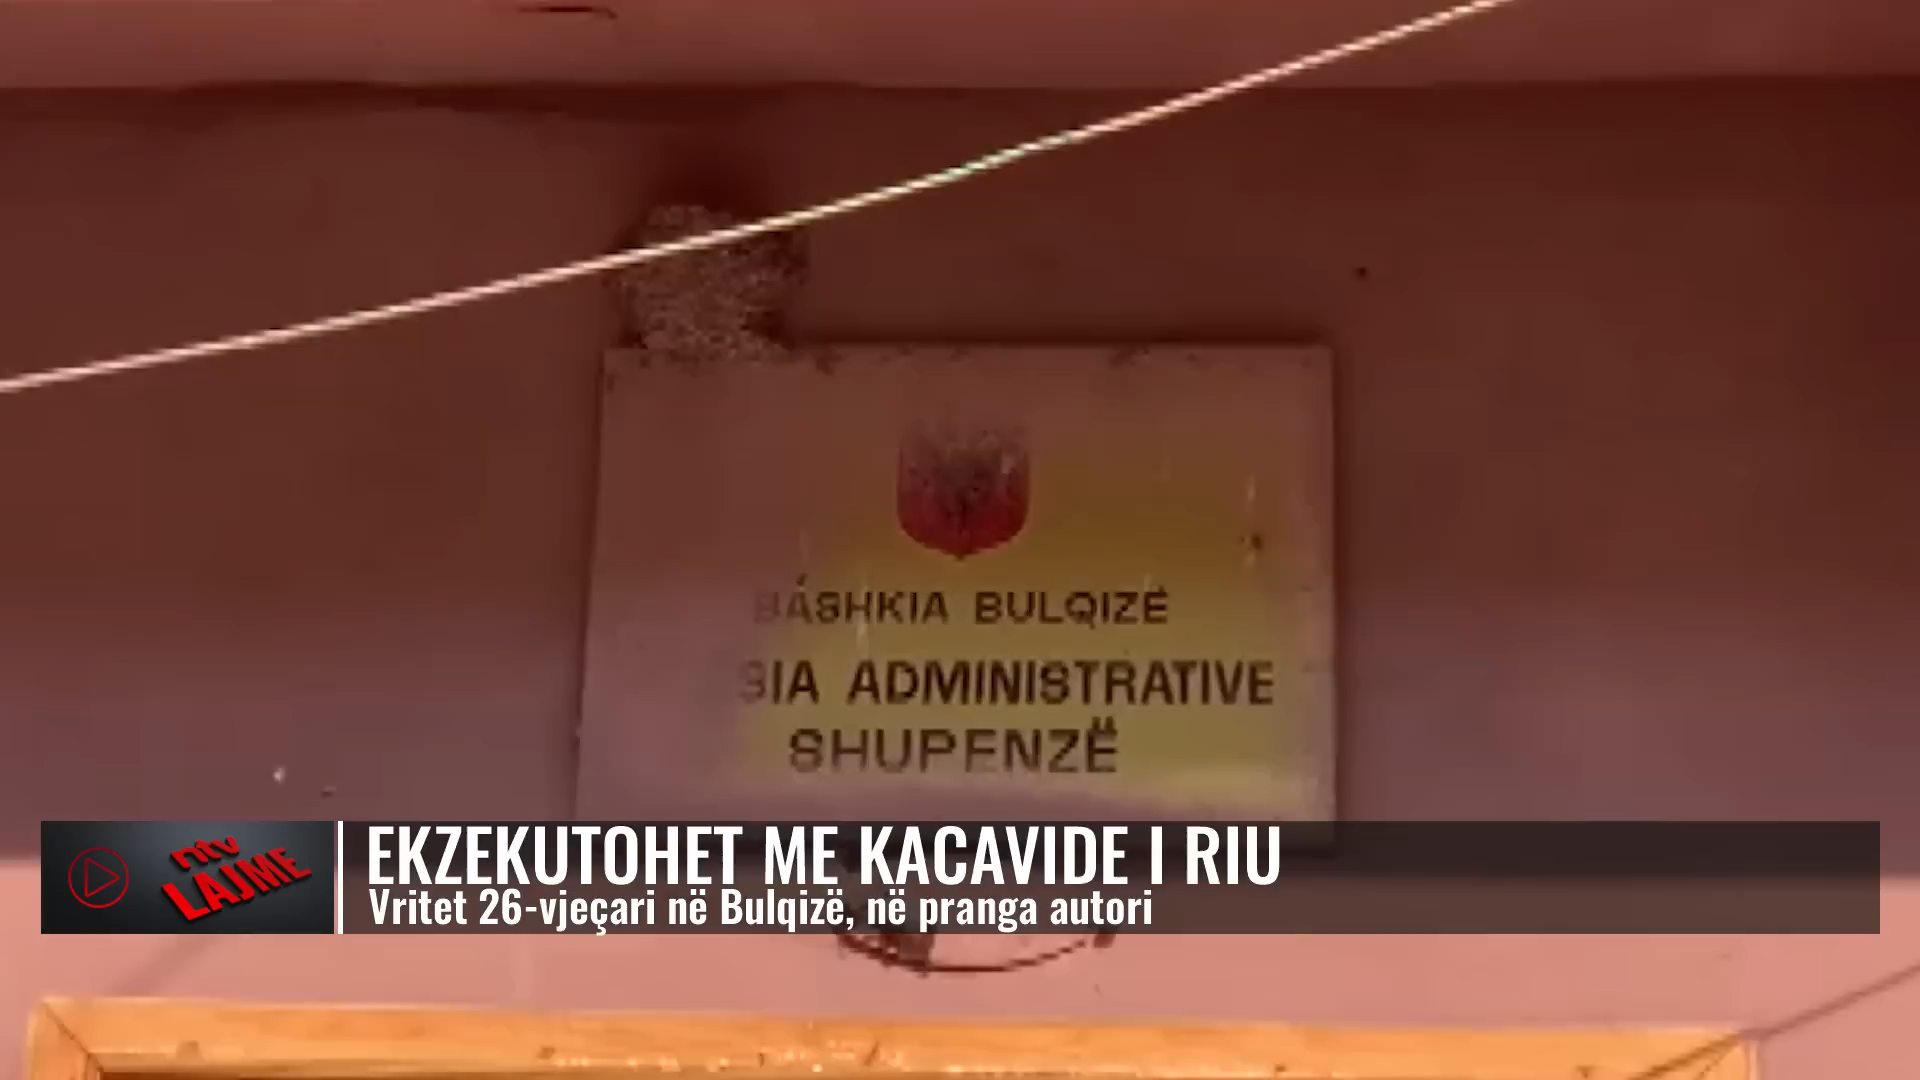 BASHKIA BULQIZË
SIA ADMINISTRATIVE
SHUPENZË
ntv
LAJME
EKZEKUTOHET ME KACAVIDE I RIU
Vritet 26-vjeçari në Bulqizë, në pranga autori